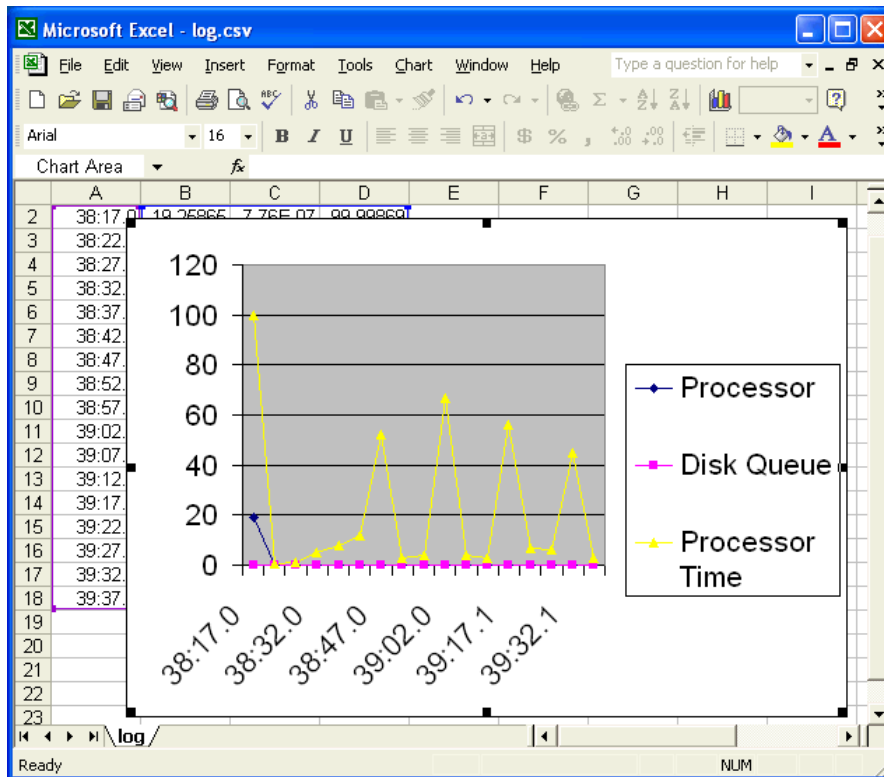 Microsoft Excel - log.csv
File Edit View Insert Format Tools Chart Window Help Type a question for help
Arial 16 B I U $ % ,
Chart Area fx
A B C D E F G H I
2 38:17.0 19.25865 7.76E-07 99.99869
3 38:22.
4 38:27.
5 38:32.
6 38:37.
7 38:42.
8 38:47.
9 38:52.
10 38:57.
11 39:02.
12 39:07.
13 39:12.
14 39:17.
15 39:22.
16 39:27.
17 39:32.
18 39:37.
19
20
21
22
23
120
100
80
60
40
20
0
38:17.0
38:32.0
38:47.0
39:02.0
39:17.1
39:32.1
Processor
Disk Queue
Processor
Time
log
Ready NUM